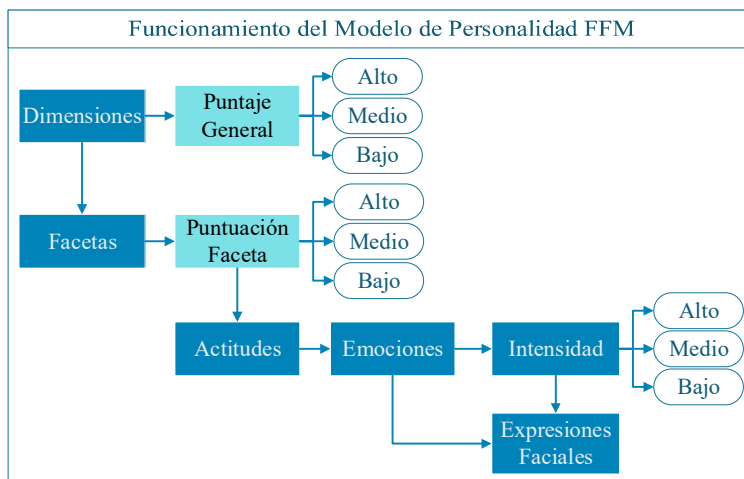 Funcionamiento del Modelo de Personalidad FFM
Dimensiones
Puntaje
General
Alto
Medio
Bajo
Facetas
Puntuación
Faceta
Alto
Medio
Bajo
Actitudes
Emociones
Intensidad
Alto
Medio
Bajo
Expresiones
Faciales